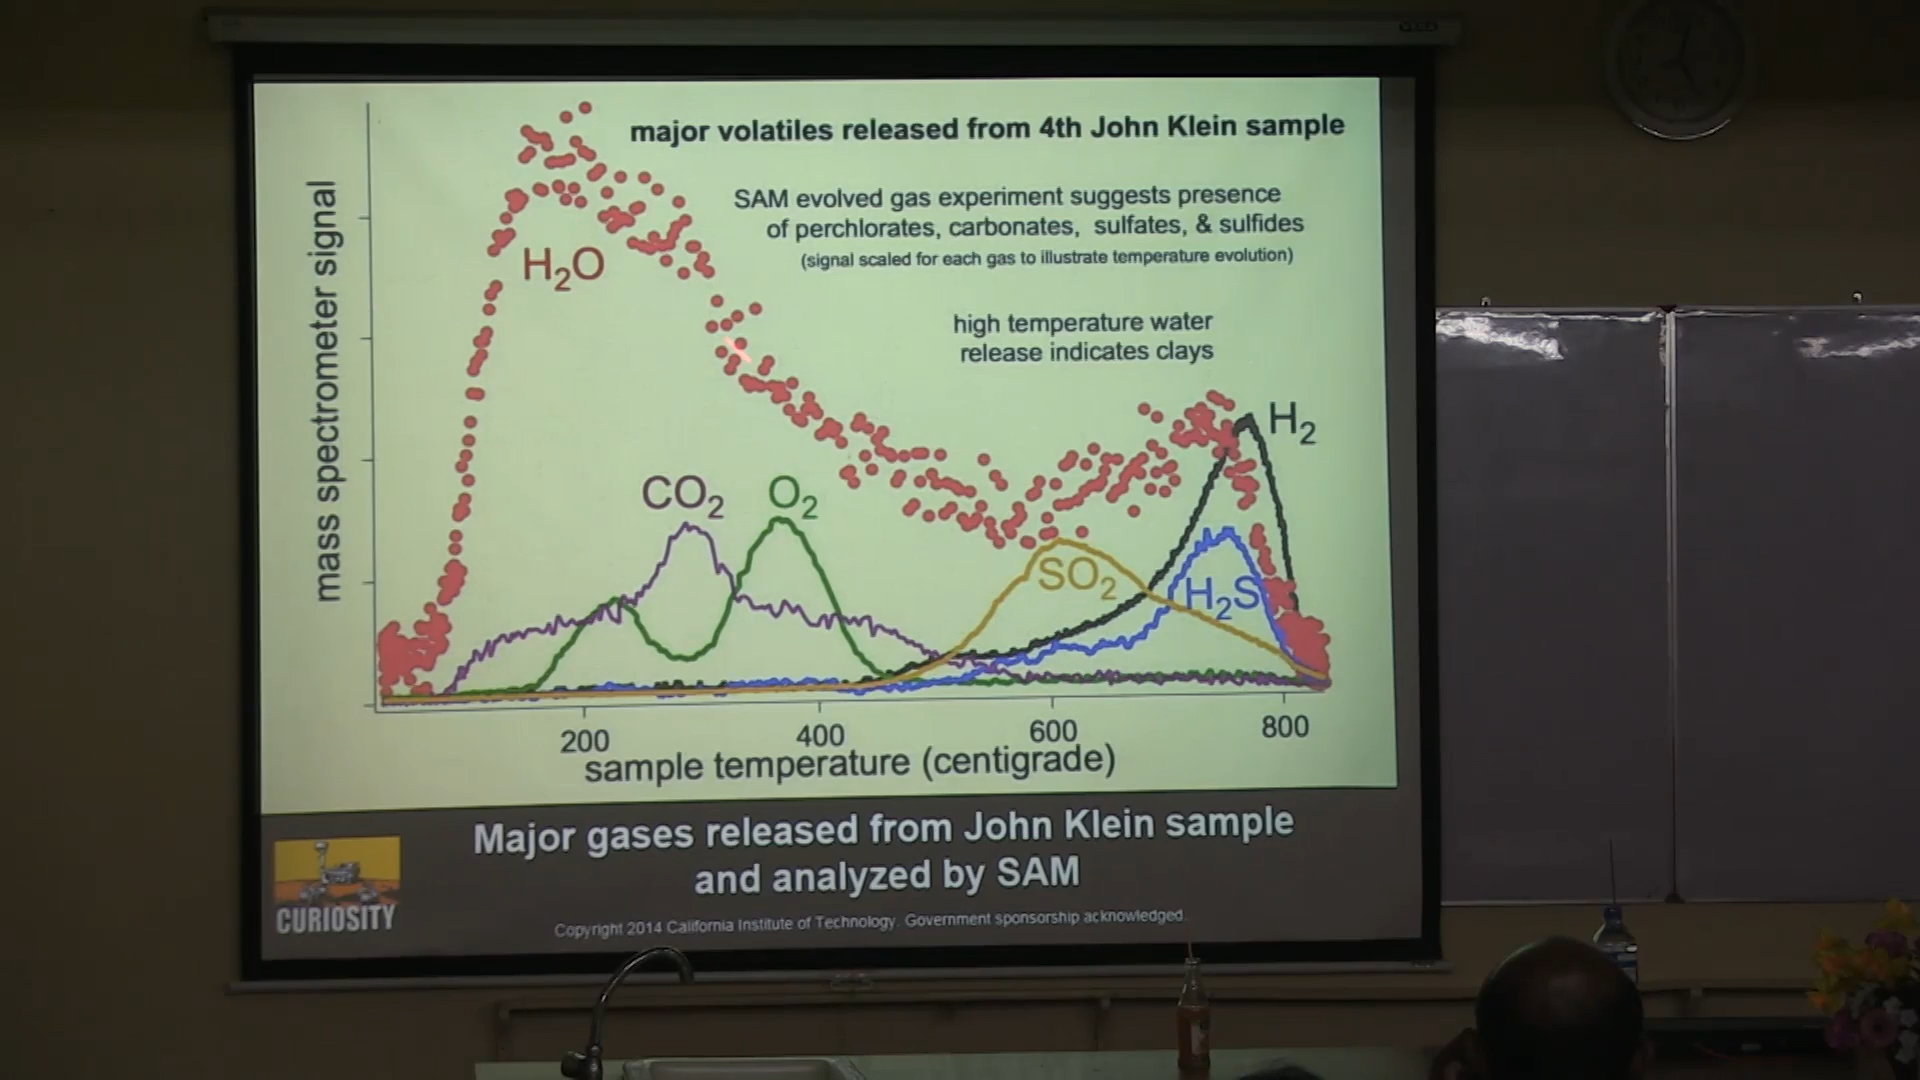 major volatiles released from 4th John Klein sample
SAM evolved gas experiment suggests presence
of perchlorates, carbonates, sulfates, & sulfides
(signal scaled for each gas to illustrate temperature evolution)
high temperature water
release indicates clays
mass spectrometer signal
H2O
CO2
O2
SO2
H2S
H2
200
400
600
800
sample temperature (centigrade)
Major gases released from John Klein sample
and analyzed by SAM
CURIOSITY
Copyright 2014 California Institute of Technology. Government sponsorship acknowledged.